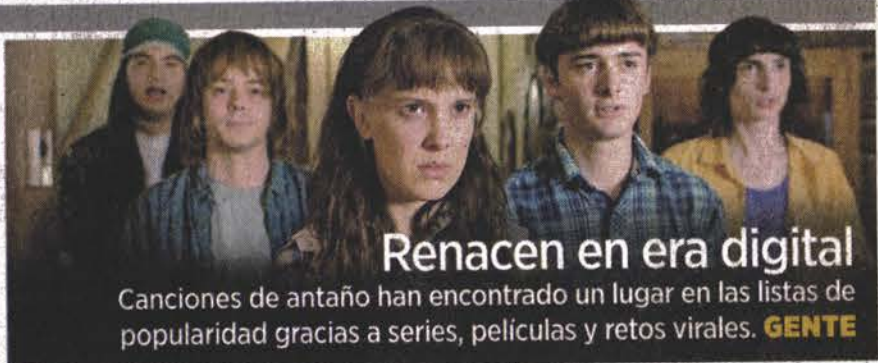 Renacen en era digital
Canciones de antaño han encontrado un lugar en las listas de
popularidad gracias a series, películas y retos virales. GENTE